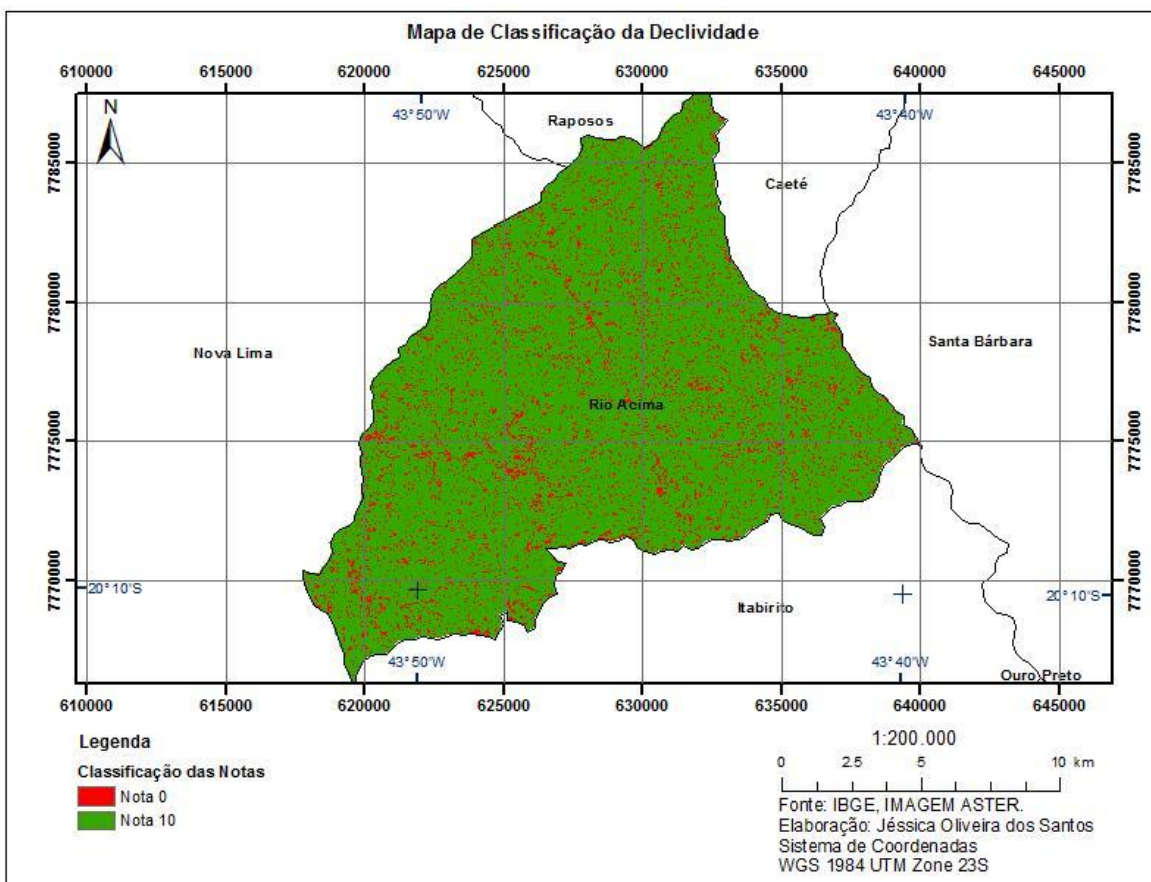 Mapa de Classificação da Declividade
610000 615000 620000 625000 630000 635000 640000 645000
N
43°50'W
43°40'W
Raposos
7785000
7785000
Caeté
7780000
7780000
Nova Lima
Santa Bárbara
Rio Acima
7775000
7775000
7770000
7770000
20°10'S
20°10'S
Itabirito
43°50'W
43°40'W
Ouro Preto
610000 615000 620000 625000 630000 635000 640000 645000
Legenda
Classificação das Notas
Nota 0
Nota 10
1:200.000
0 2.5 5 10 km
Fonte: IBGE, IMAGEM ASTER.
Elaboração: Jéssica Oliveira dos Santos
Sistema de Coordenadas
WGS 1984 UTM Zone 23S